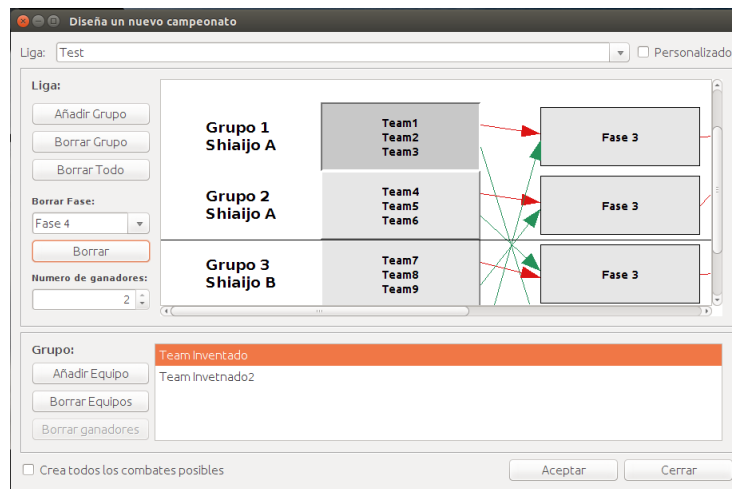 Diseña un nuevo campeonato
Liga: Test Personalizado
Liga:
Añadir Grupo
Borrar Grupo
Borrar Todo
Borrar Fase:
Fase 4
Borrar
Numero de ganadores:
2
Grupo 1
Shiaijo A
Team1
Team2
Team3
Fase 3
Grupo 2
Shiaijo A
Team4
Team5
Team6
Fase 3
Grupo 3
Shiaijo B
Team7
Team8
Team9
Fase 3
Grupo:
Añadir Equipo
Borrar Equipos
Borrar ganadores
Team Inventado
Team Invetnado2
Crea todos los combates posibles
Aceptar Cerrar